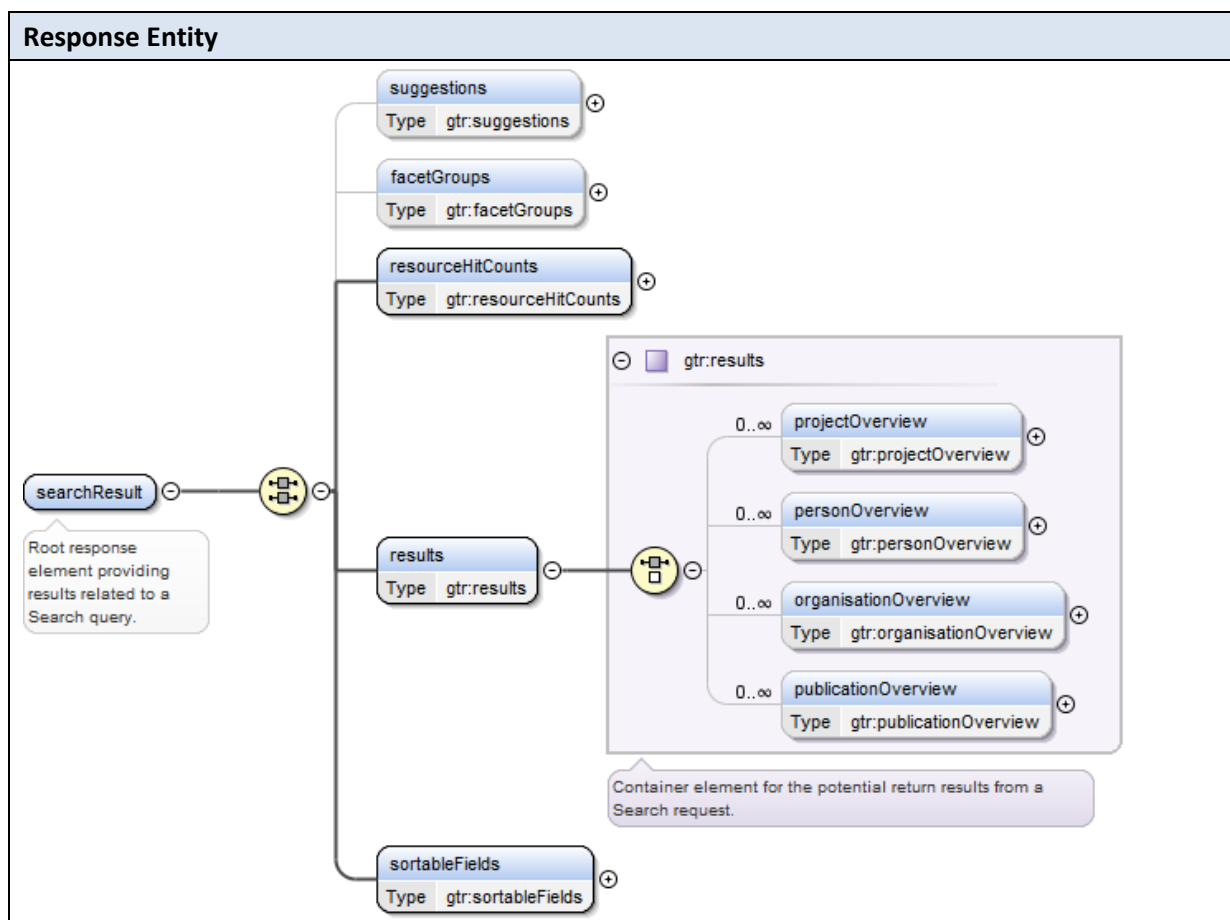 Response Entity
suggestions
Type gtr:suggestions
facetGroups
Type gtr:facetGroups
resourceHitCounts
Type gtr:resourceHitCounts
gtr:results
0..∞ projectOverview
Type gtr:projectOverview
searchResult
Root response
element providing
results related to a
Search query.
0..∞ personOverview
Type gtr:personOverview
results
Type gtr:results
0..∞ organisationOverview
Type gtr:organisationOverview
0..∞ publicationOverview
Type gtr:publicationOverview
Container element for the potential return results from a
Search request.
sortableFields
Type gtr:sortableFields